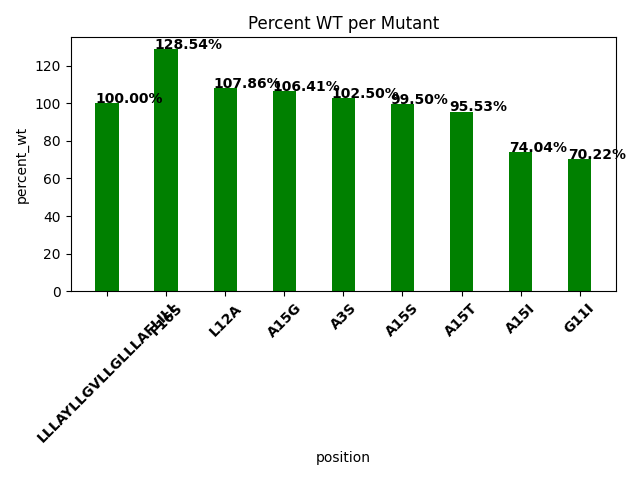 Percent WT per Mutant
percent_wt
120
100
80
60
40
20
0
100.00%
128.54%
107.86%
106.41%
102.50%
99.50%
95.53%
74.04%
70.22%
F16S
L12A
A15G
A3S
A15S
A15T
A15I
G11I
position